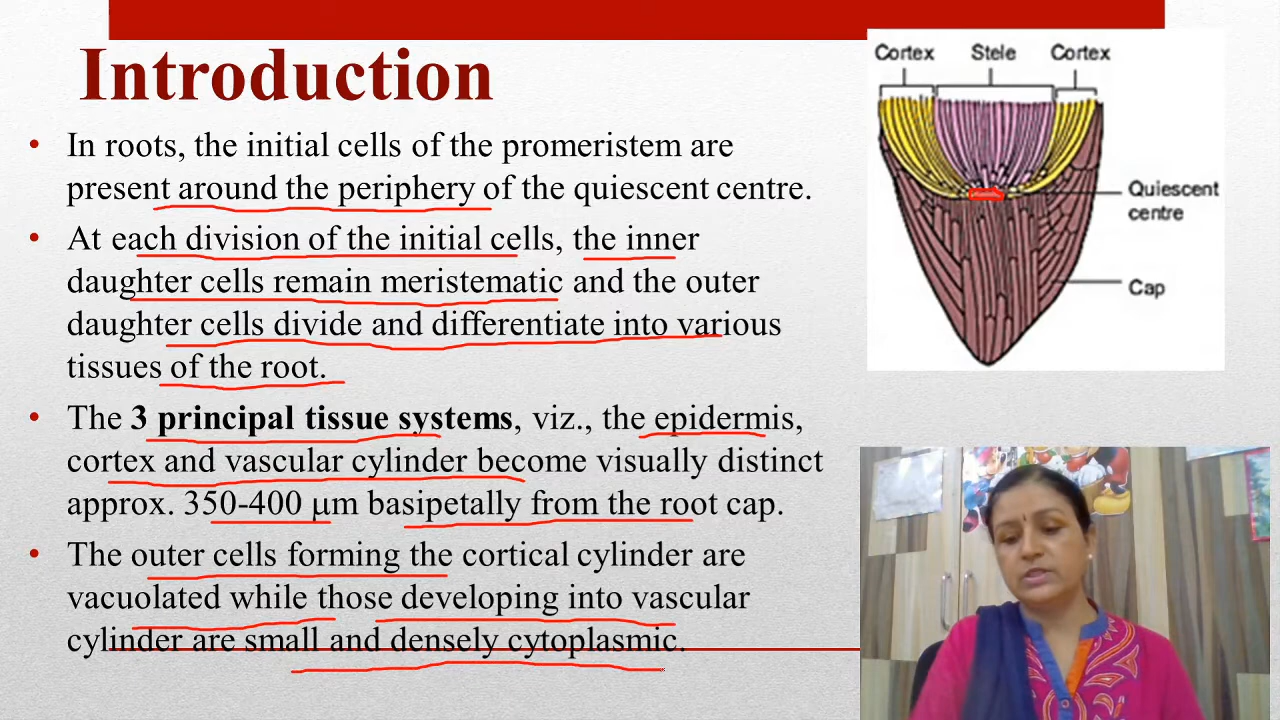 Introduction
• In roots, the initial cells of the promeristem are
present around the periphery of the quiescent centre.
• At each division of the initial cells, the inner
daughter cells remain meristematic and the outer
daughter cells divide and differentiate into various
tissues of the root.
• The 3 principal tissue systems, viz., the epidermis,
cortex and vascular cylinder become visually distinct
approx. 350-400 μm basipetally from the root cap.
• The outer cells forming the cortical cylinder are
vacuolated while those developing into vascular
cylinder are small and densely cytoplasmic.
Cortex Stele Cortex
Quiescent
centre
Cap